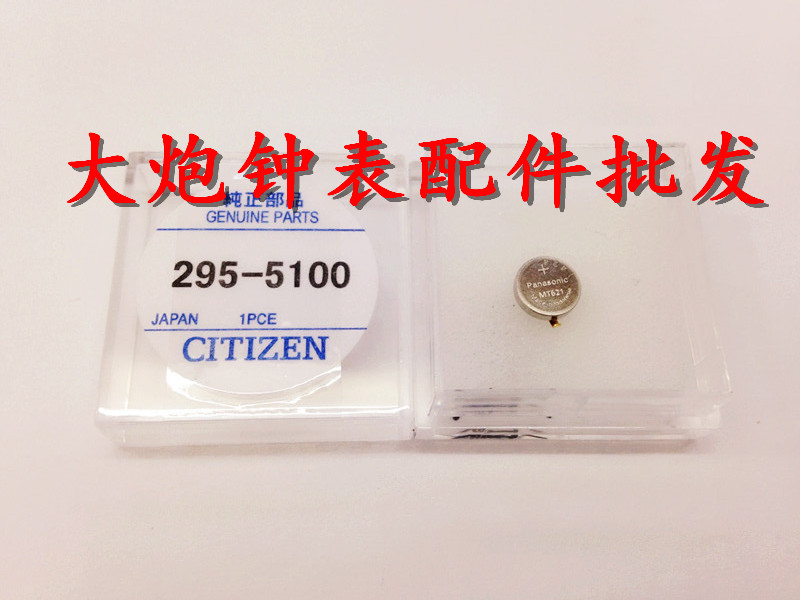 大炮钟表配件批发
純正部品
GENUINE PARTS
295-5100
JAPAN 1PCE
CITIZEN
+
Panasonic
MT621